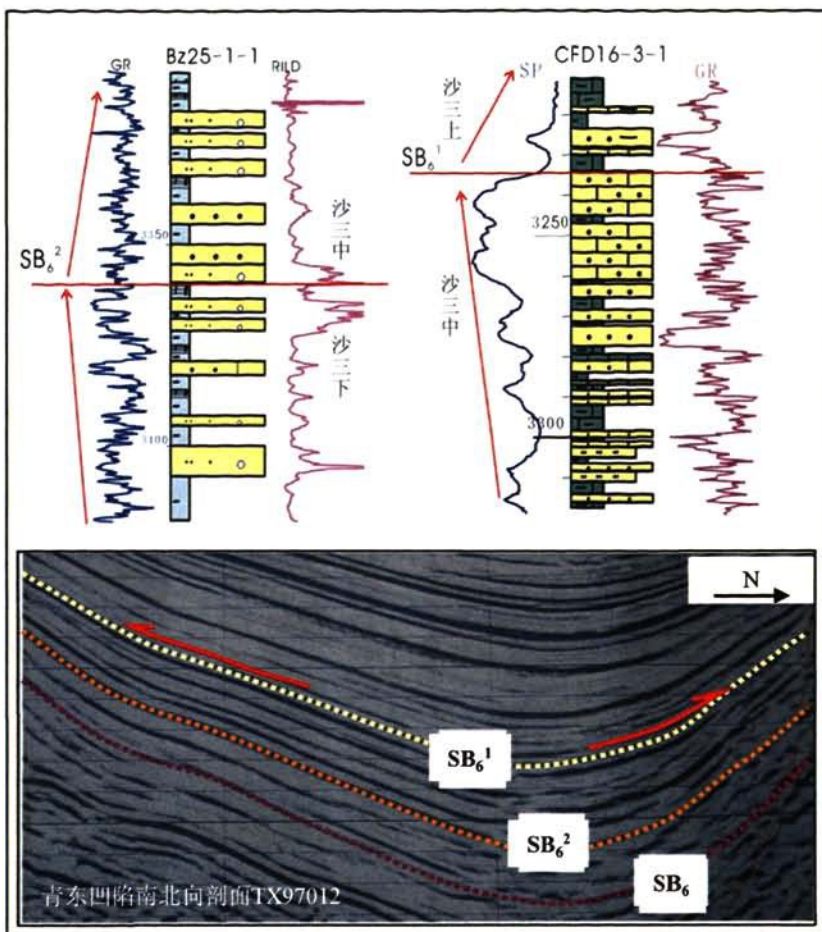 Bz25-1-1
GR
RILD
SB₆²
3350
3400
沙三中
沙三下
CFD16-3-1
SP
GR
沙三上
SB₆¹
沙三中
3250
3300
N
SB₆¹
SB₆²
SB₆
青东凹陷南北向剖面TX97012